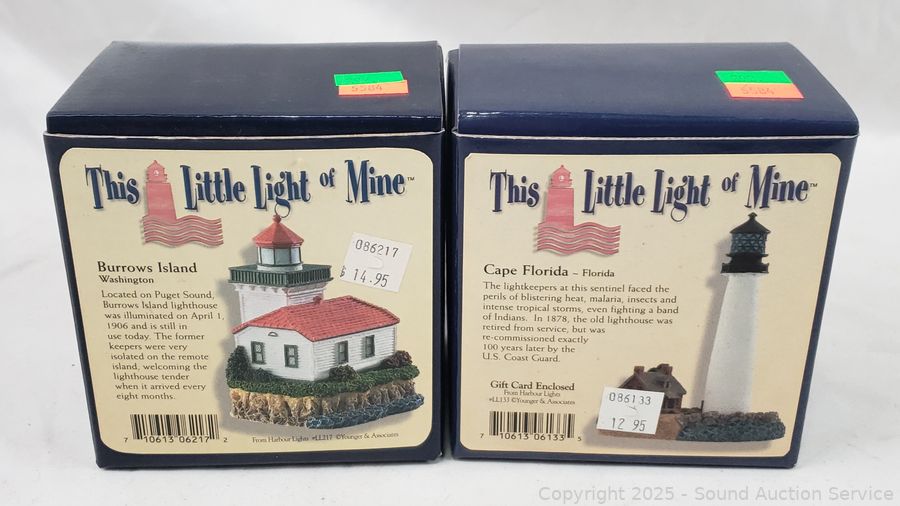 5584
This Little Light of Mine™
086217
$ 14.95
Burrows Island
Washington
Located on Puget Sound,
Burrows Island lighthouse
was illuminated on April 1,
1906 and is still in
use today. The former
keepers were very
isolated on the remote
island, welcoming the
lighthouse tender
when it arrived every
eight months.
7 10613 06217 2
From Harbour Lights #LL217 ©Younger & Associates
5584
This Little Light of Mine™
Cape Florida - Florida
The lightkeepers at this sentinel faced the
perils of blistering heat, malaria, insects and
intense tropical storms, even fighting a band
of Indians. In 1878, the old lighthouse was
retired from service, but was
re-commissioned exactly
100 years later by the
U.S. Coast Guard.
Gift Card Enclosed
From Harbour Lights
#LL133 ©Younger & Associates
7 10613 06133 5
086133
12.95
Copyright 2025 - Sound Auction Service